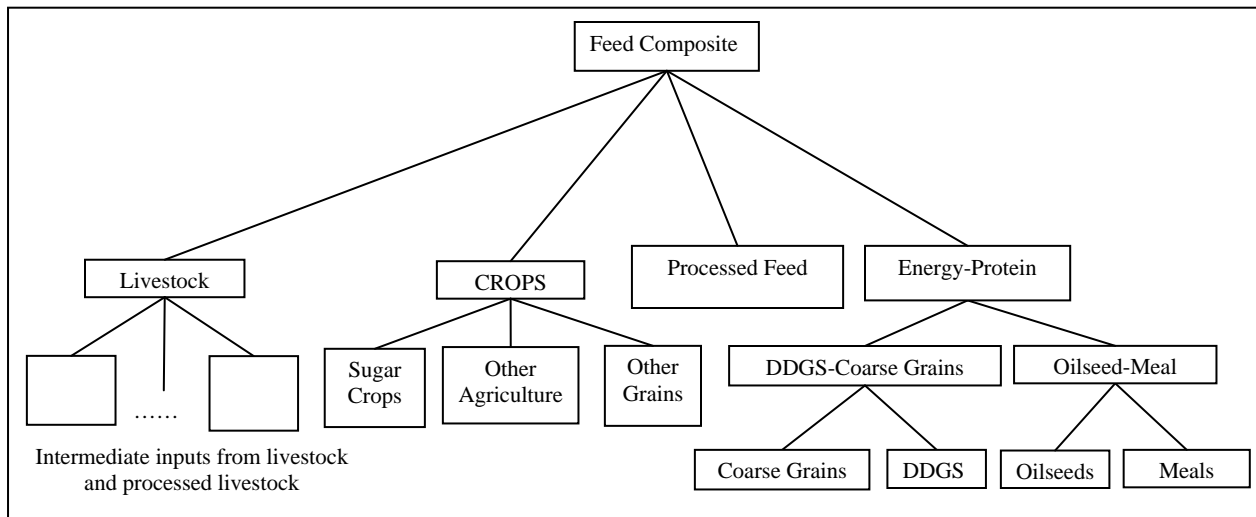 Feed Composite
Livestock
CROPS
Processed Feed
Energy-Protein
Sugar
Crops
Other
Agriculture
Other
Grains
DDGS-Coarse Grains
Oilseed-Meal
……
Intermediate inputs from livestock
and processed livestock
Coarse Grains
DDGS
Oilseeds
Meals